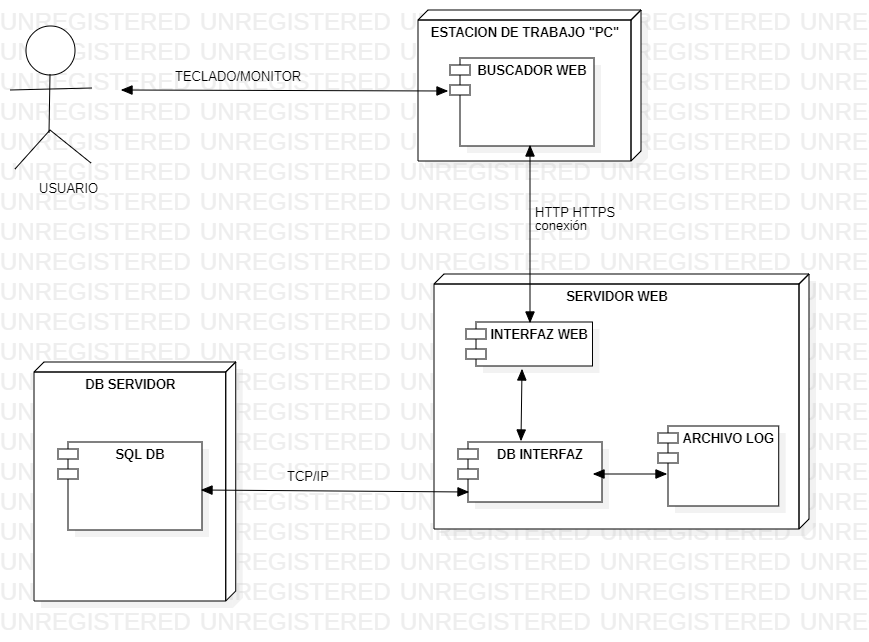 ESTACION DE TRABAJO "PC"
BUSCADOR WEB
TECLADO/MONITOR
USUARIO
HTTP HTTPS
conexión
SERVIDOR WEB
INTERFAZ WEB
DB SERVIDOR
ARCHIVO LOG
SQL DB
DB INTERFAZ
TCP/IP
UNREGISTERED UNREGISTERED UNREGISTERED UNREGISTERED UNRE